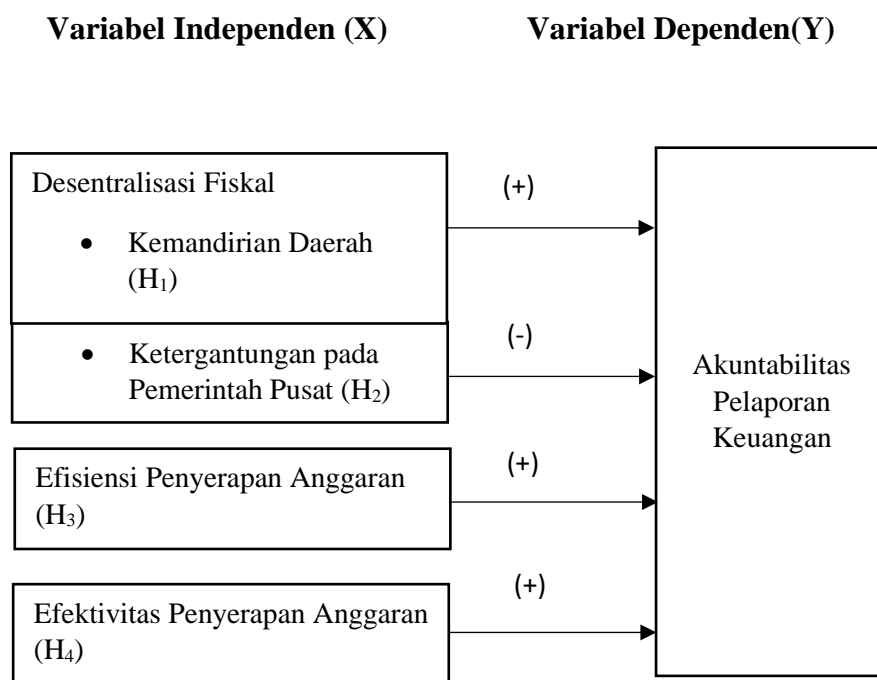 Variabel Independen (X) Variabel Dependen(Y)
Desentralisasi Fiskal
• Kemandirian Daerah
(H₁)
(+)
• Ketergantungan pada
Pemerintah Pusat (H₂)
(-)
Efisiensi Penyerapan Anggaran
(H₃)
(+)
Efektivitas Penyerapan Anggaran
(H₄)
(+)
Akuntabilitas
Pelaporan
Keuangan